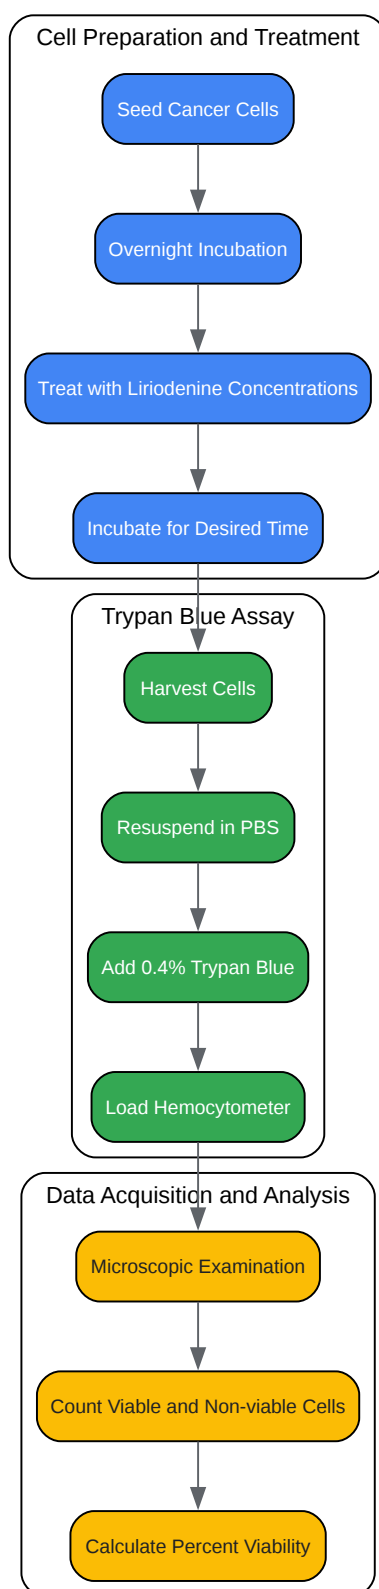 Cell Preparation and Treatment
Seed Cancer Cells
Overnight Incubation
Treat with Liriodenine Concentrations
Incubate for Desired Time
Trypan Blue Assay
Harvest Cells
Resuspend in PBS
Add 0.4% Trypan Blue
Load Hemocytometer
Data Acquisition and Analysis
Microscopic Examination
Count Viable and Non-viable Cells
Calculate Percent Viability